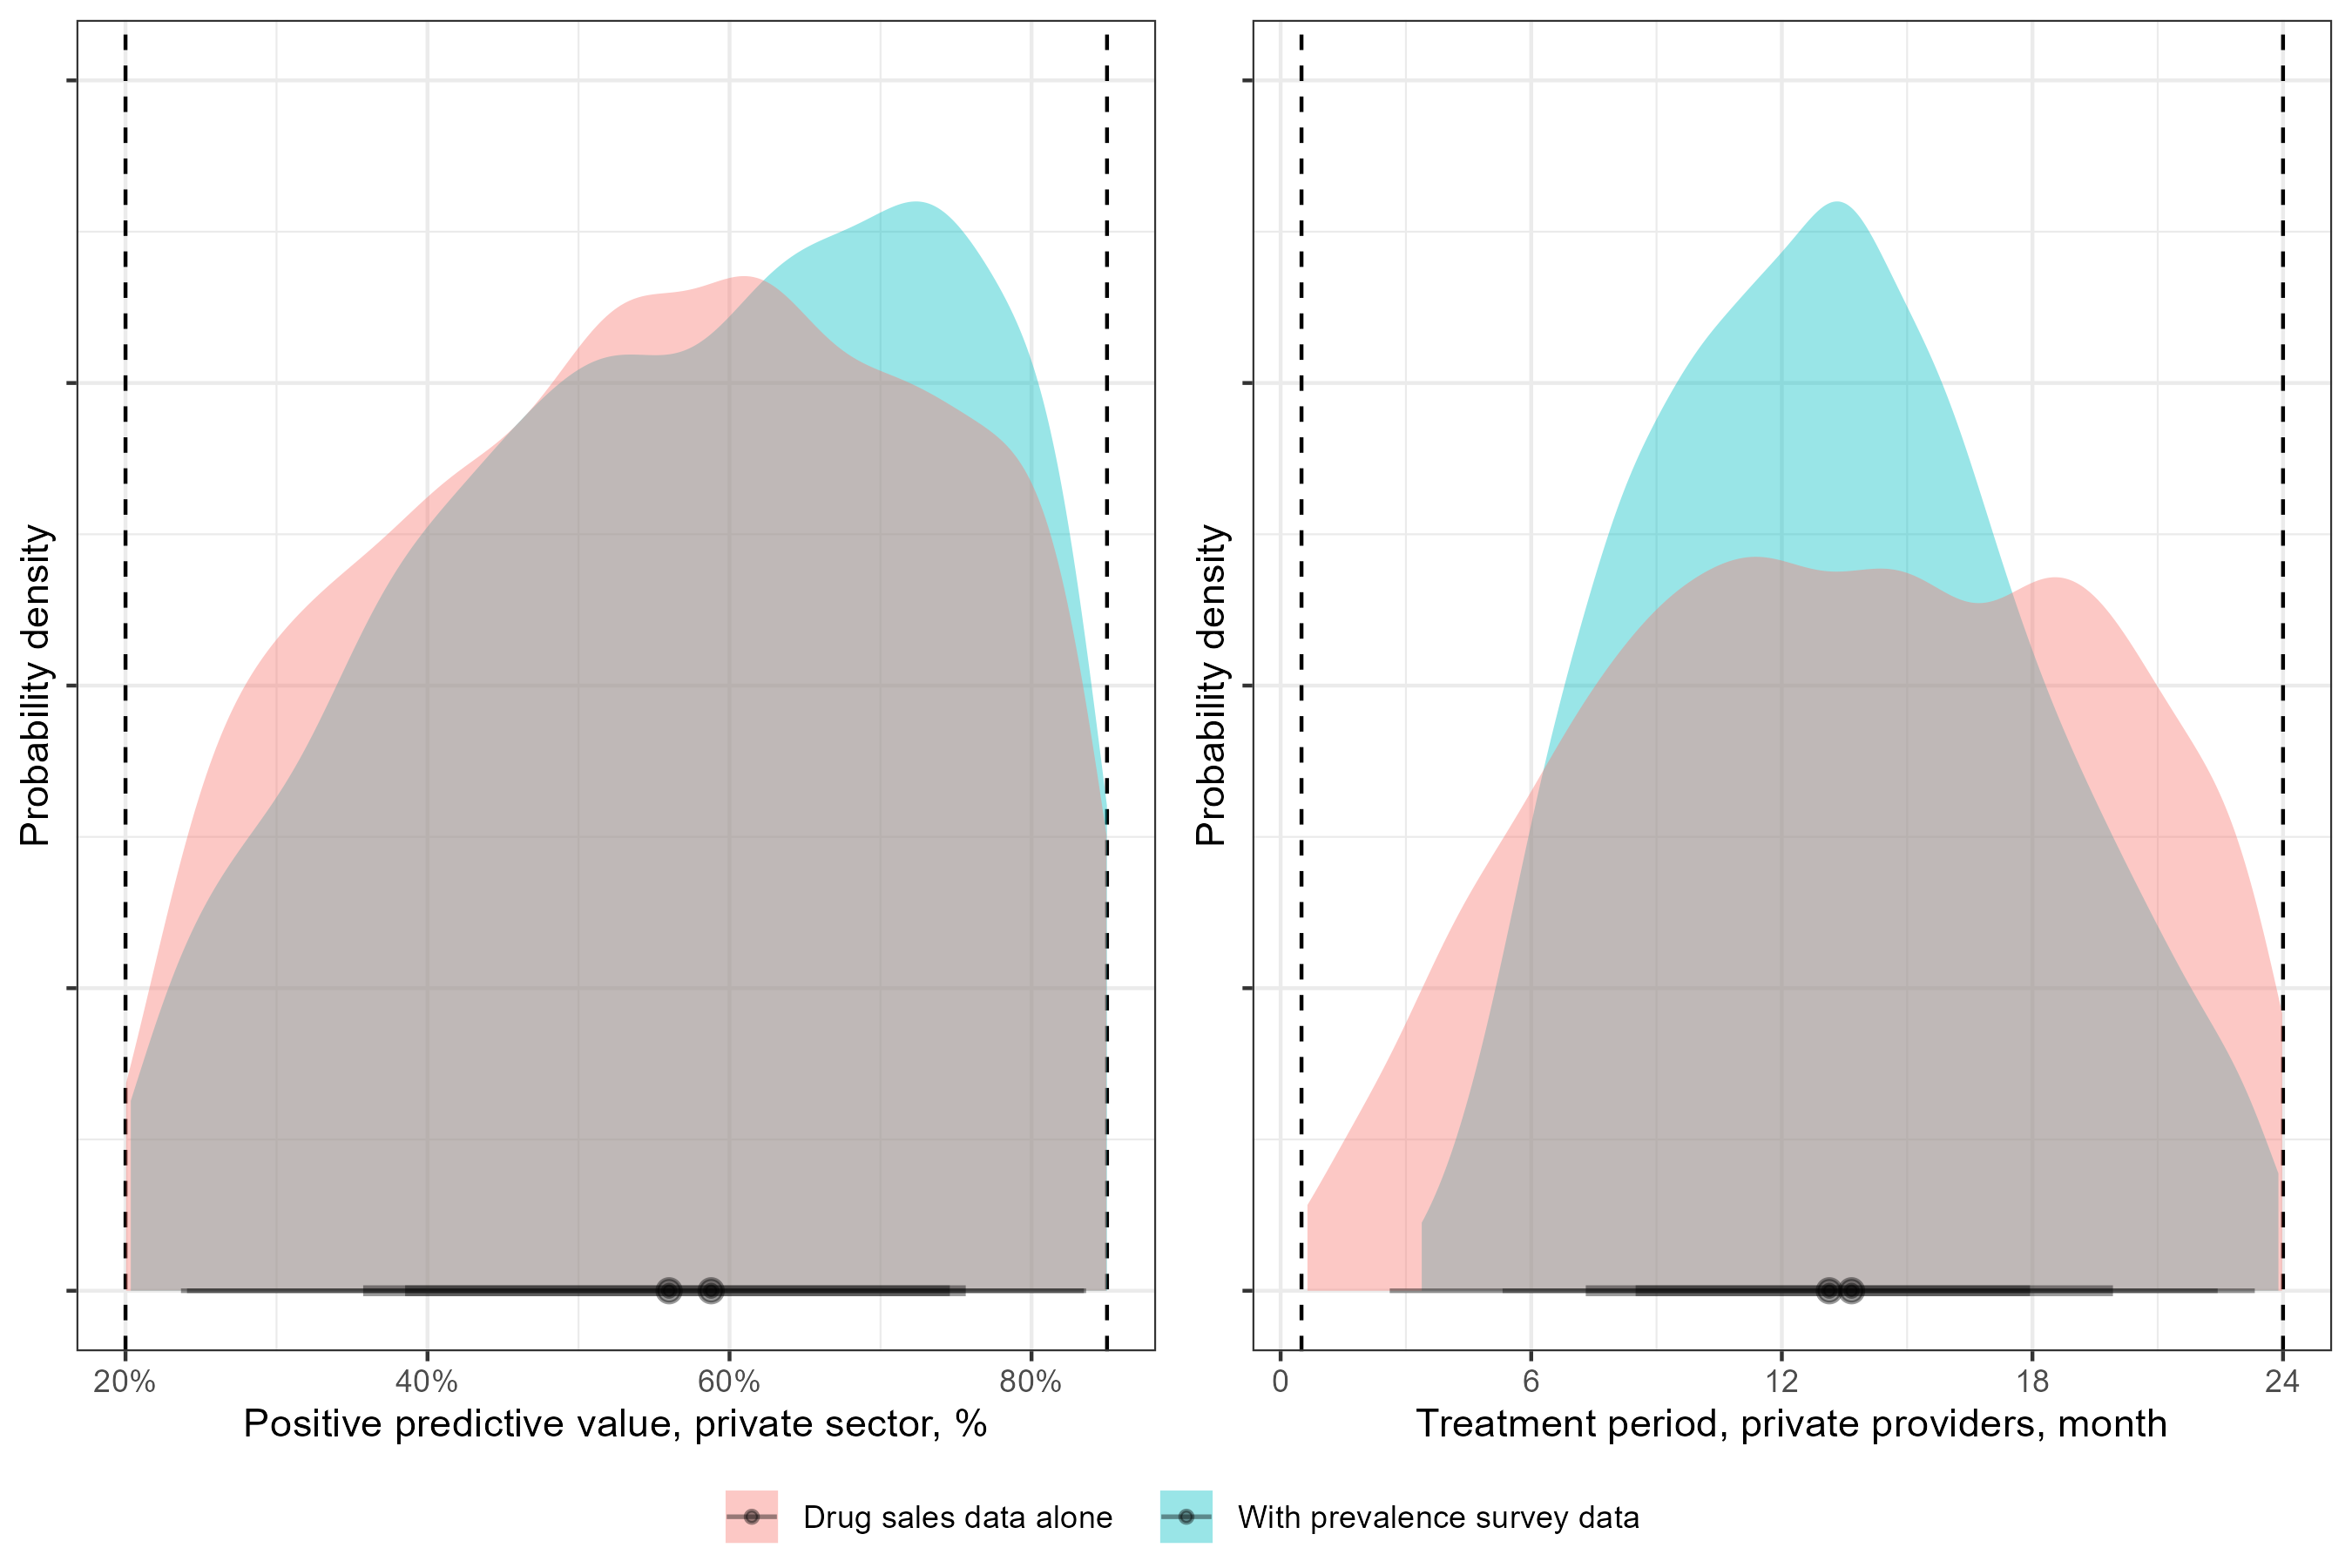 Probability density
20% 40% 60% 80%
Positive predictive value, private sector, %
Probability density
0 6 12 18 24
Treatment period, private providers, month
Drug sales data alone
With prevalence survey data